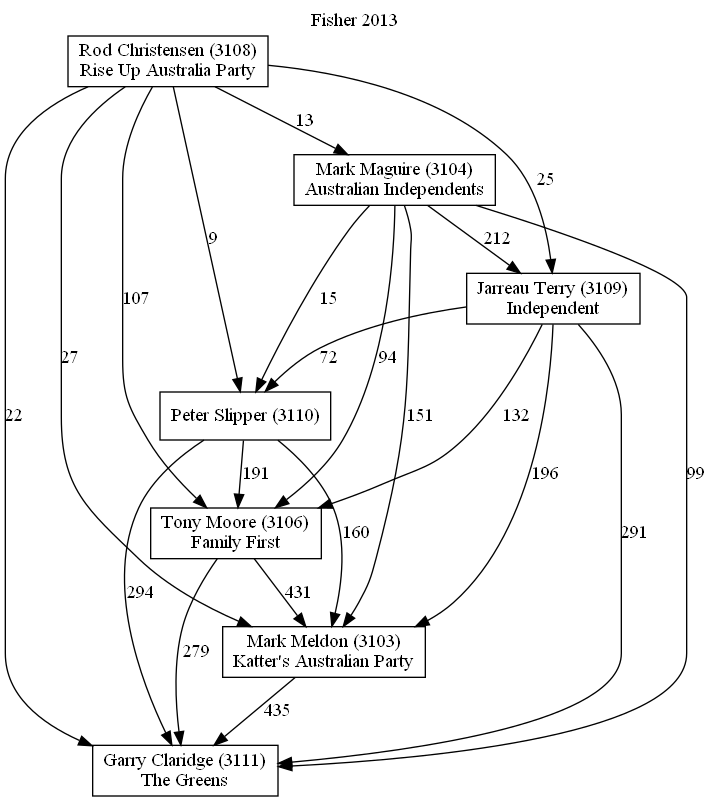 Fisher 2013
Rod Christensen (3108)
Rise Up Australia Party
13
Mark Maguire (3104)
Australian Independents
25
9
212
Jarreau Terry (3109)
Independent
107
15
27
72
94
22
Peter Slipper (3110)
151
132
191
196
99
Tony Moore (3106)
Family First
160
291
294
431
Mark Meldon (3103)
Katter's Australian Party
279
435
Garry Claridge (3111)
The Greens